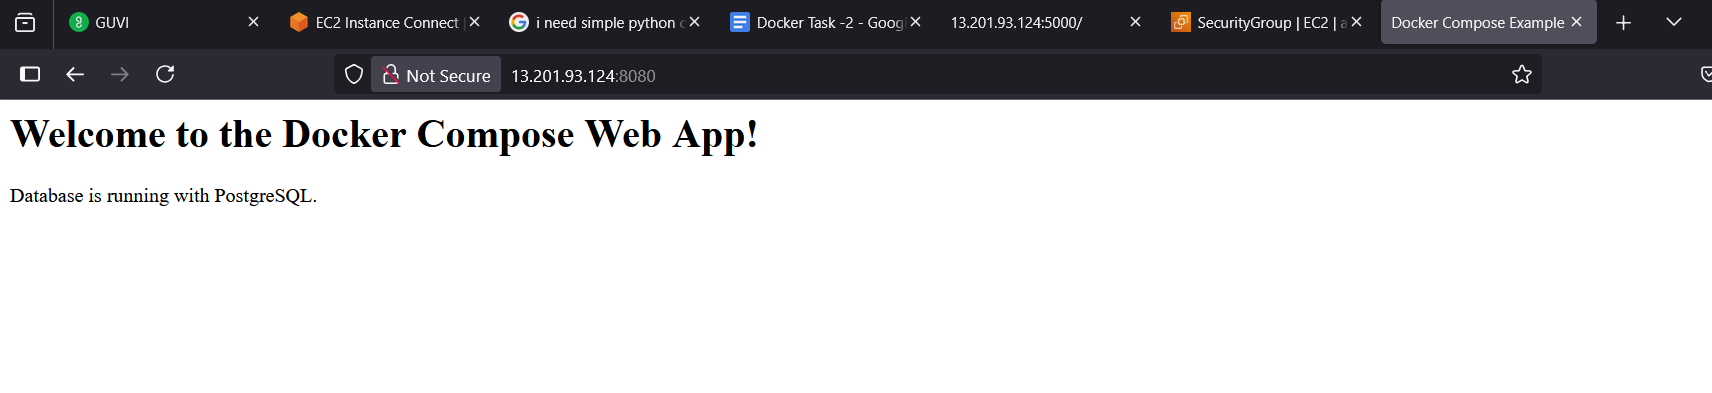 GUVI
EC2 Instance Connect
i need simple python
Docker Task -2 - Goog
13.201.93.124:5000/
SecurityGroup | EC2 | a
Docker Compose Example
Not Secure
13.201.93.124:8080
Welcome to the Docker Compose Web App!
Database is running with PostgreSQL.